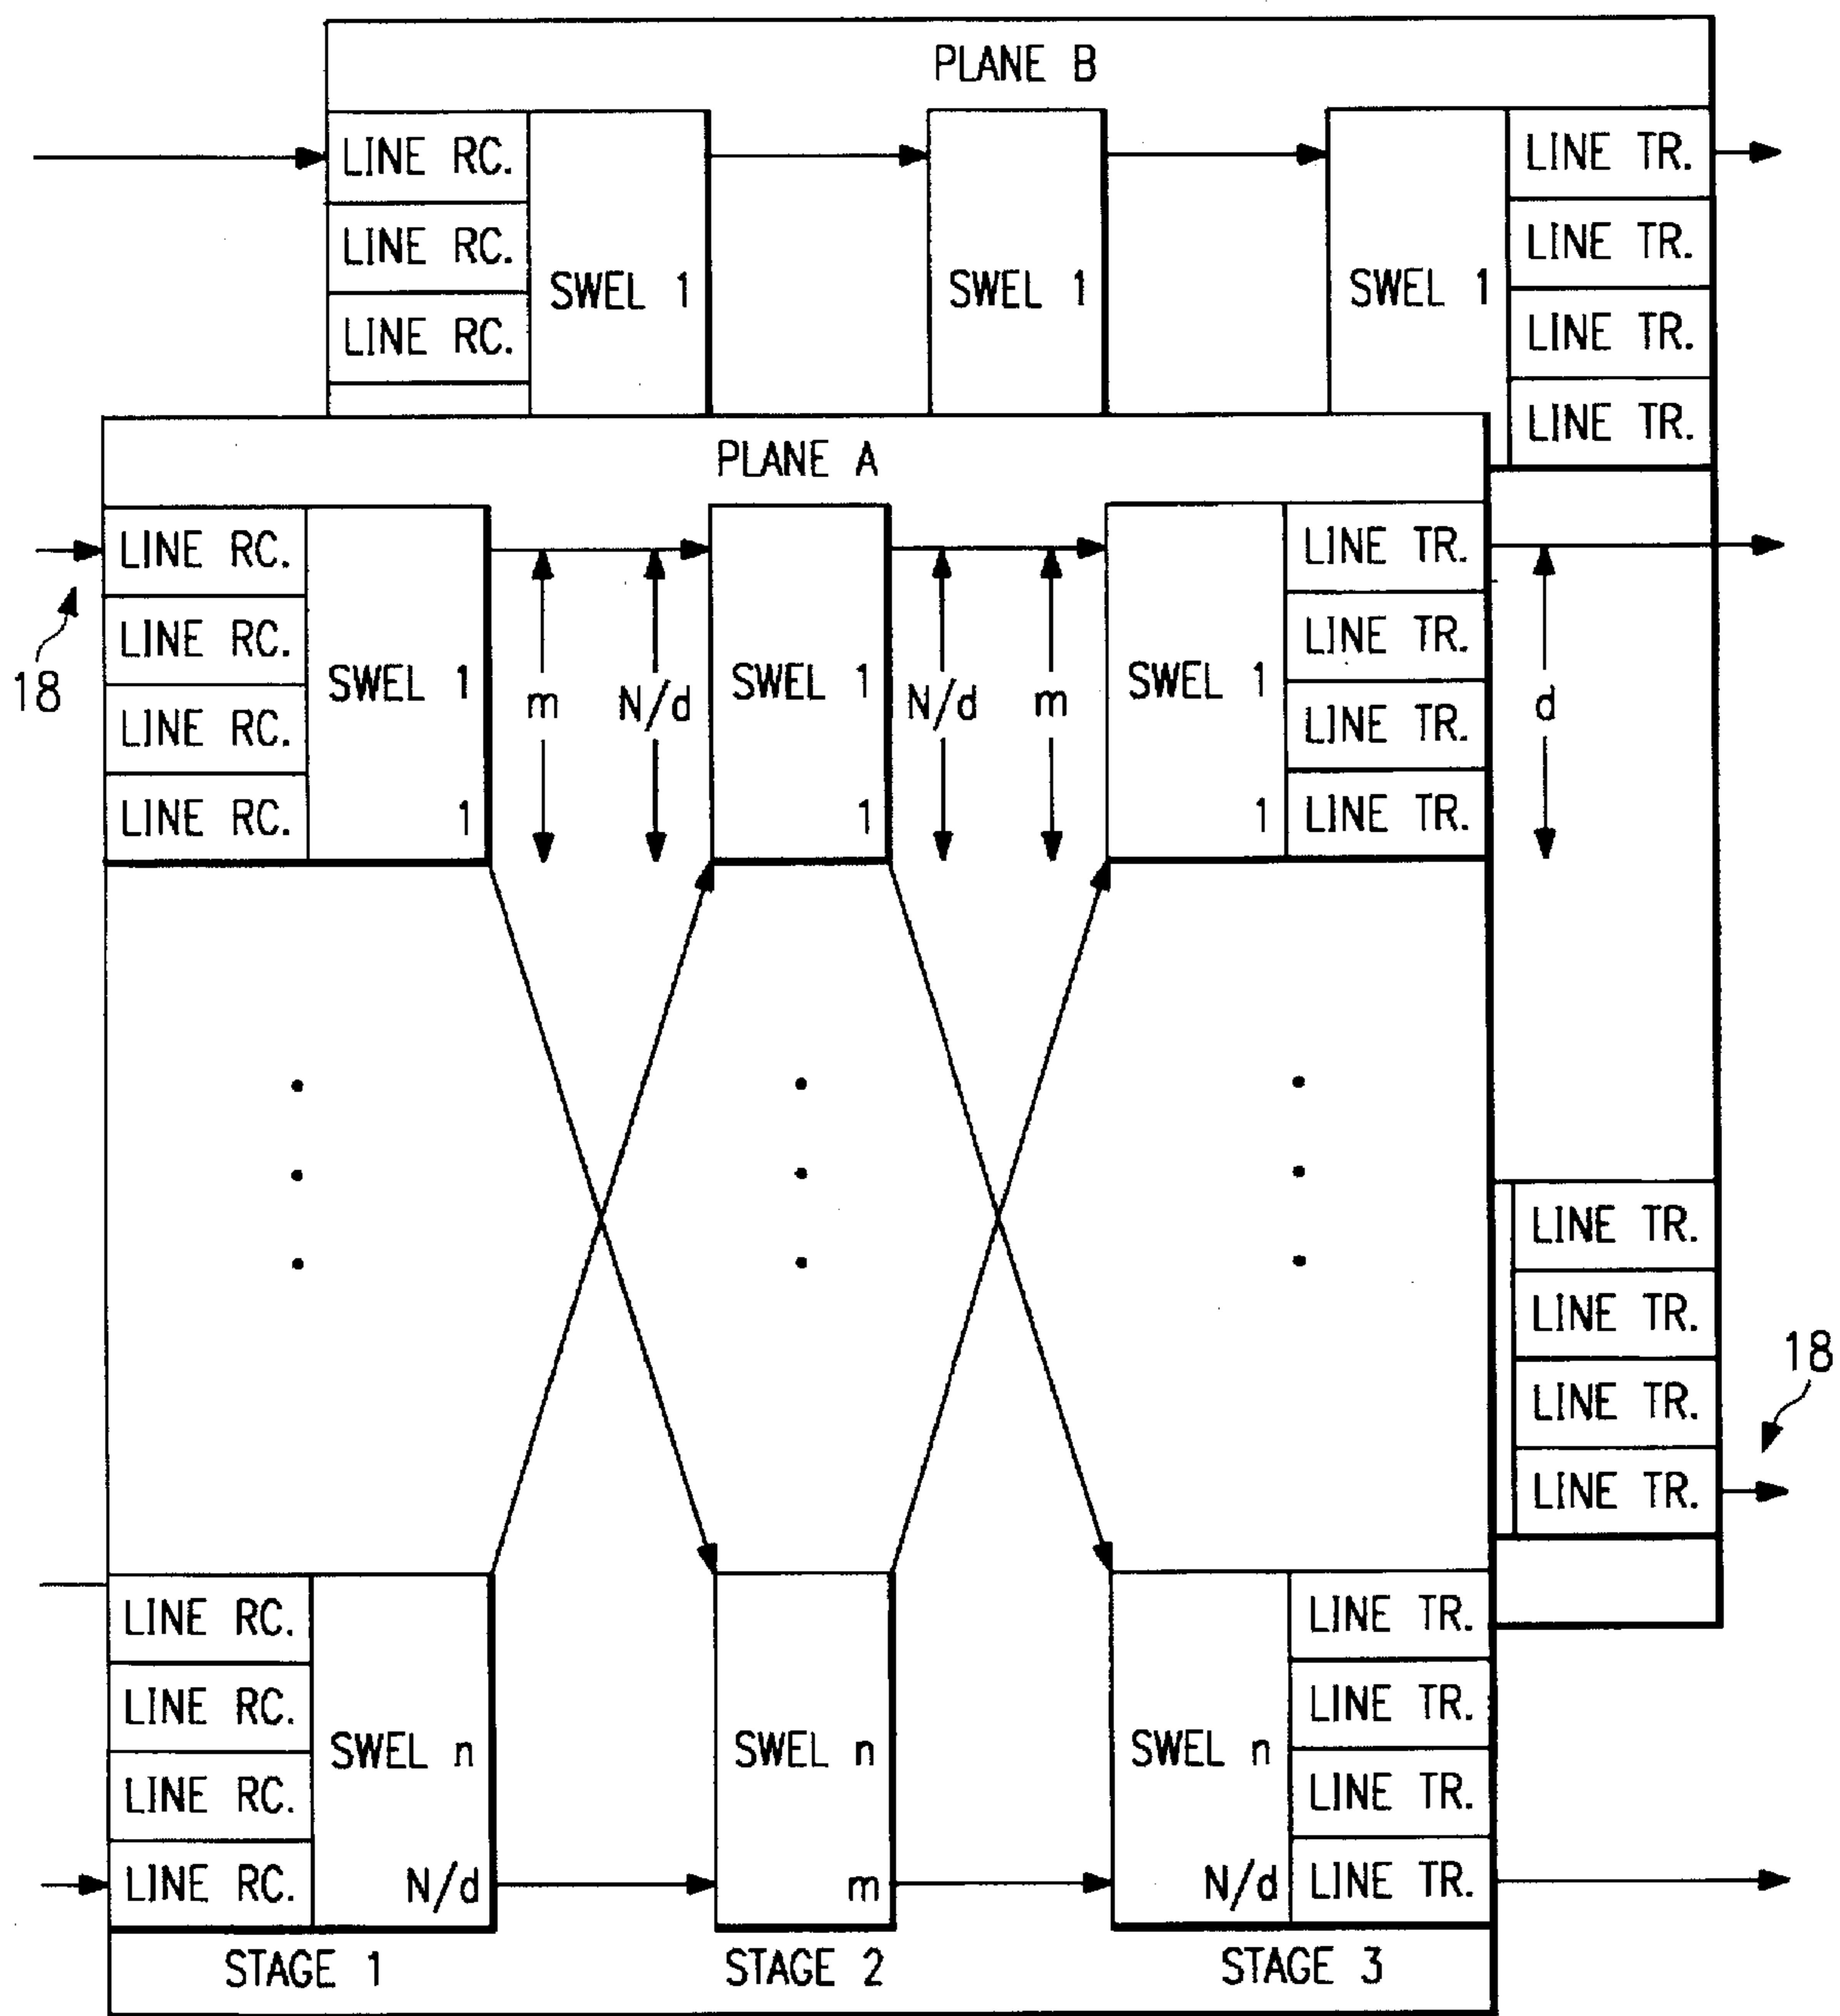 PLANE B
LINE RC. LINE TR.
LINE RC. LINE TR.
SWEL 1 SWEL 1 SWEL 1
LINE RC. LINE TR.
LINE TR.
PLANE A
LINE RC. LINE TR.
LINE RC. LINE TR.
18 SWEL 1 m N/d SWEL 1 N/d m SWEL 1 d
LINE RC. LINE TR.
LINE RC. 1 1 1 LINE TR.
LINE TR.
LINE TR.
18
LINE TR.
LINE TR.
LINE RC. LINE TR.
LINE RC. LINE TR.
SWEL n SWEL n SWEL n
LINE RC. LINE TR.
LINE RC. N/d m N/d LINE TR.
STAGE 1 STAGE 2 STAGE 3